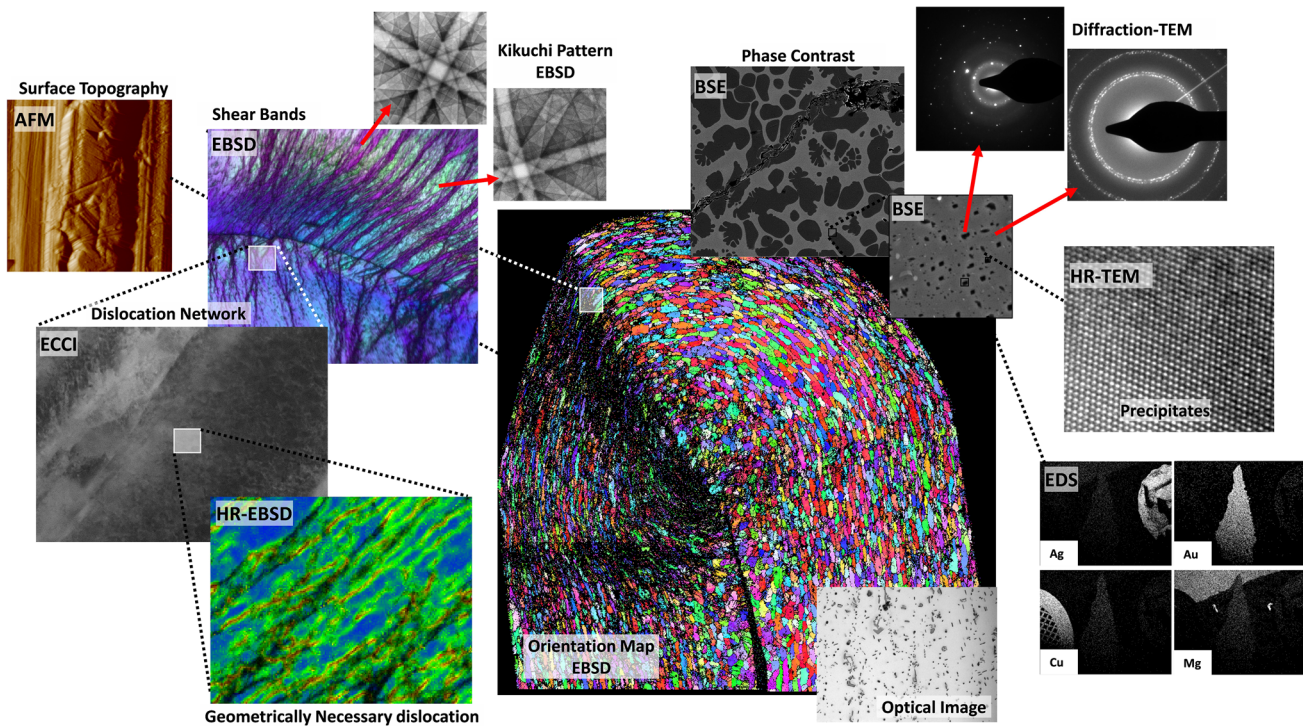 Surface Topography
AFM
Shear Bands
EBSD
Kikuchi Pattern
EBSD
Phase Contrast
BSE
Diffraction-TEM
BSE
HR-TEM
Precipitates
Dislocation Network
ECCI
HR-EBSD
Geometrically Necessary dislocation
Orientation Map
EBSD
Optical Image
EDS
Ag
Au
Cu
Mg